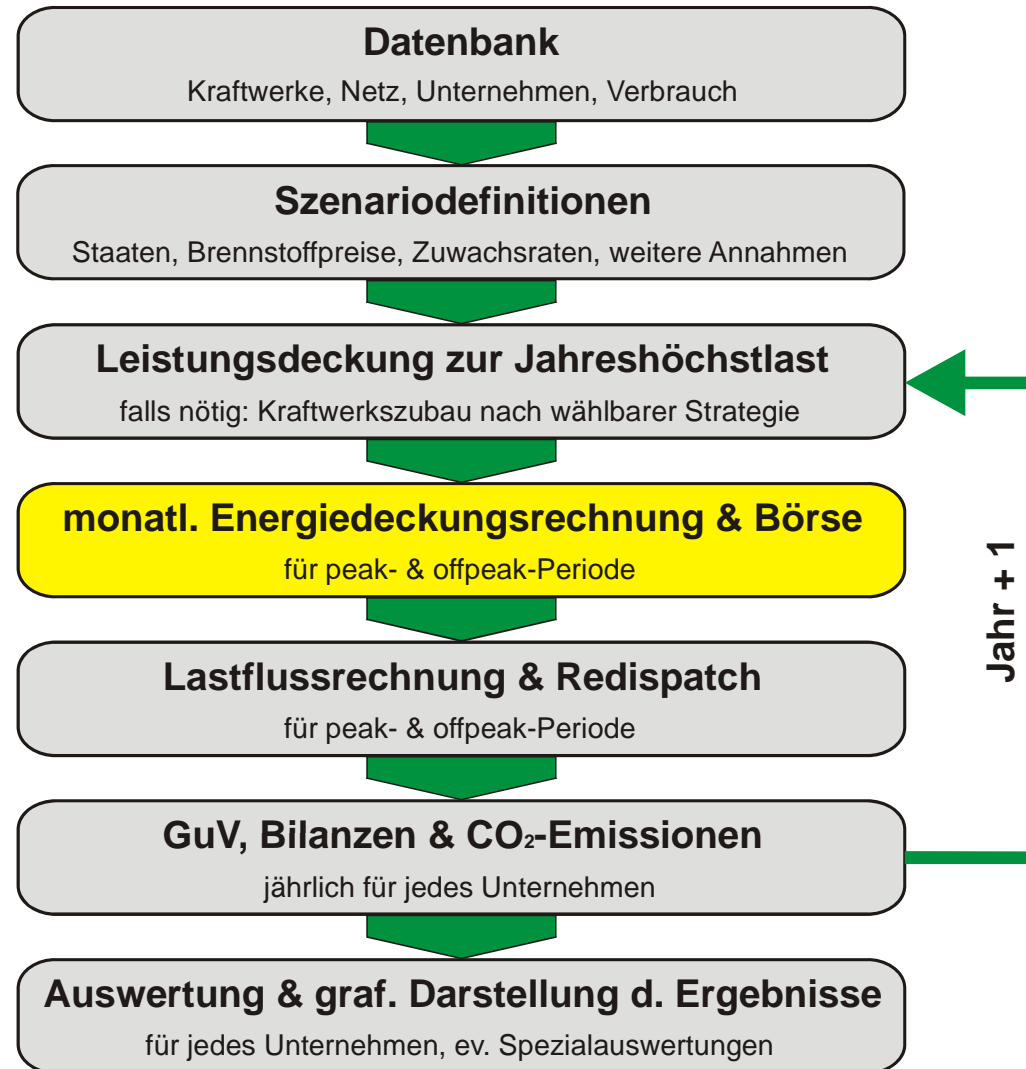 Datenbank
Kraftwerke, Netz, Unternehmen, Verbrauch
Szenariodefinitionen
Staaten, Brennstoffpreise, Zuwachsraten, weitere Annahmen
Leistungsdeckung zur Jahreshöchstlast
falls nötig: Kraftwerkszubau nach wählbarer Strategie
monatl. Energiedeckungsrechnung & Börse
für peak- & offpeak-Periode
Jahr + 1
Lastflussrechnung & Redispatch
für peak- & offpeak-Periode
GuV, Bilanzen & CO₂-Emissionen
jährlich für jedes Unternehmen
Auswertung & graf. Darstellung d. Ergebnisse
für jedes Unternehmen, ev. Spezialauswertungen